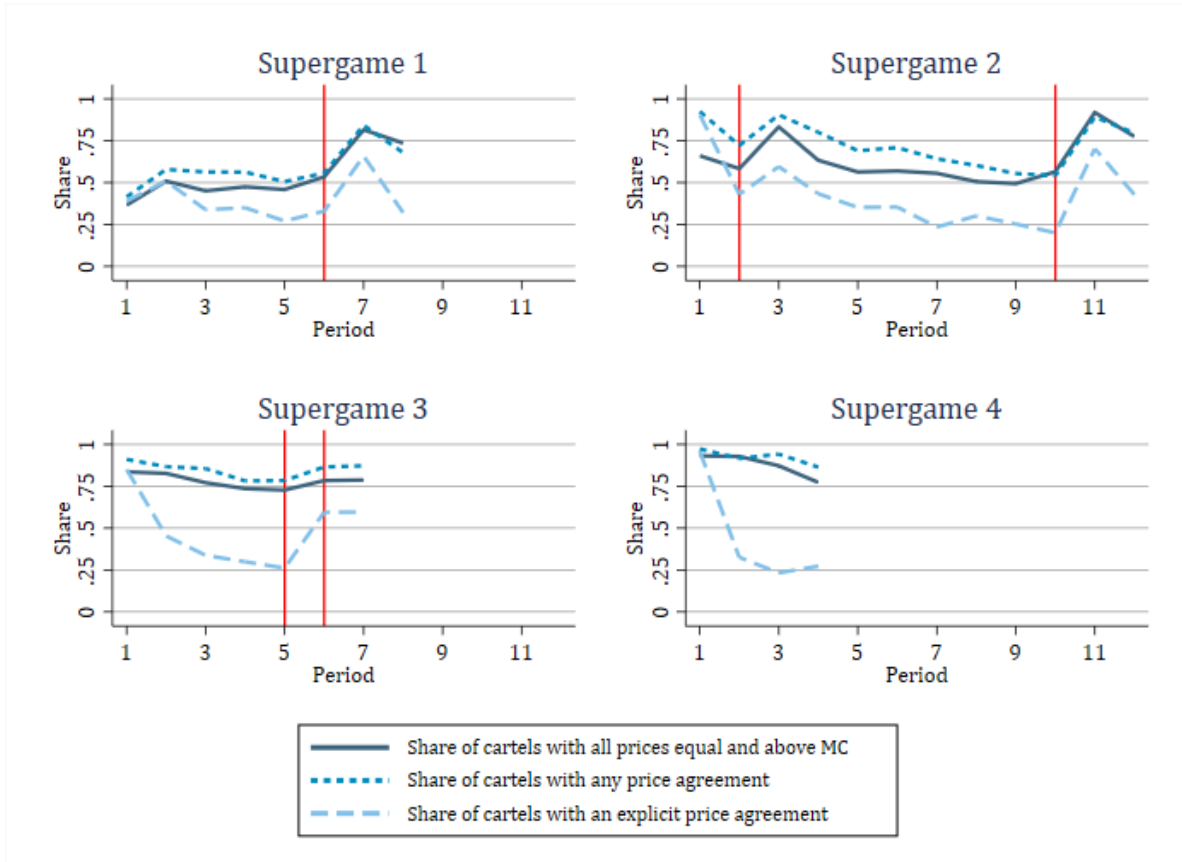 Supergame 1
Supergame 2
Share
0
.25
.5
.75
1
1
3
5
7
9
11
Period
Share
0
.25
.5
.75
1
1
3
5
7
9
11
Period
Supergame 3
Supergame 4
Share
0
.25
.5
.75
1
1
3
5
7
9
11
Period
Share
0
.25
.5
.75
1
1
3
5
7
9
11
Period
Share of cartels with all prices equal and above MC
Share of cartels with any price agreement
Share of cartels with an explicit price agreement